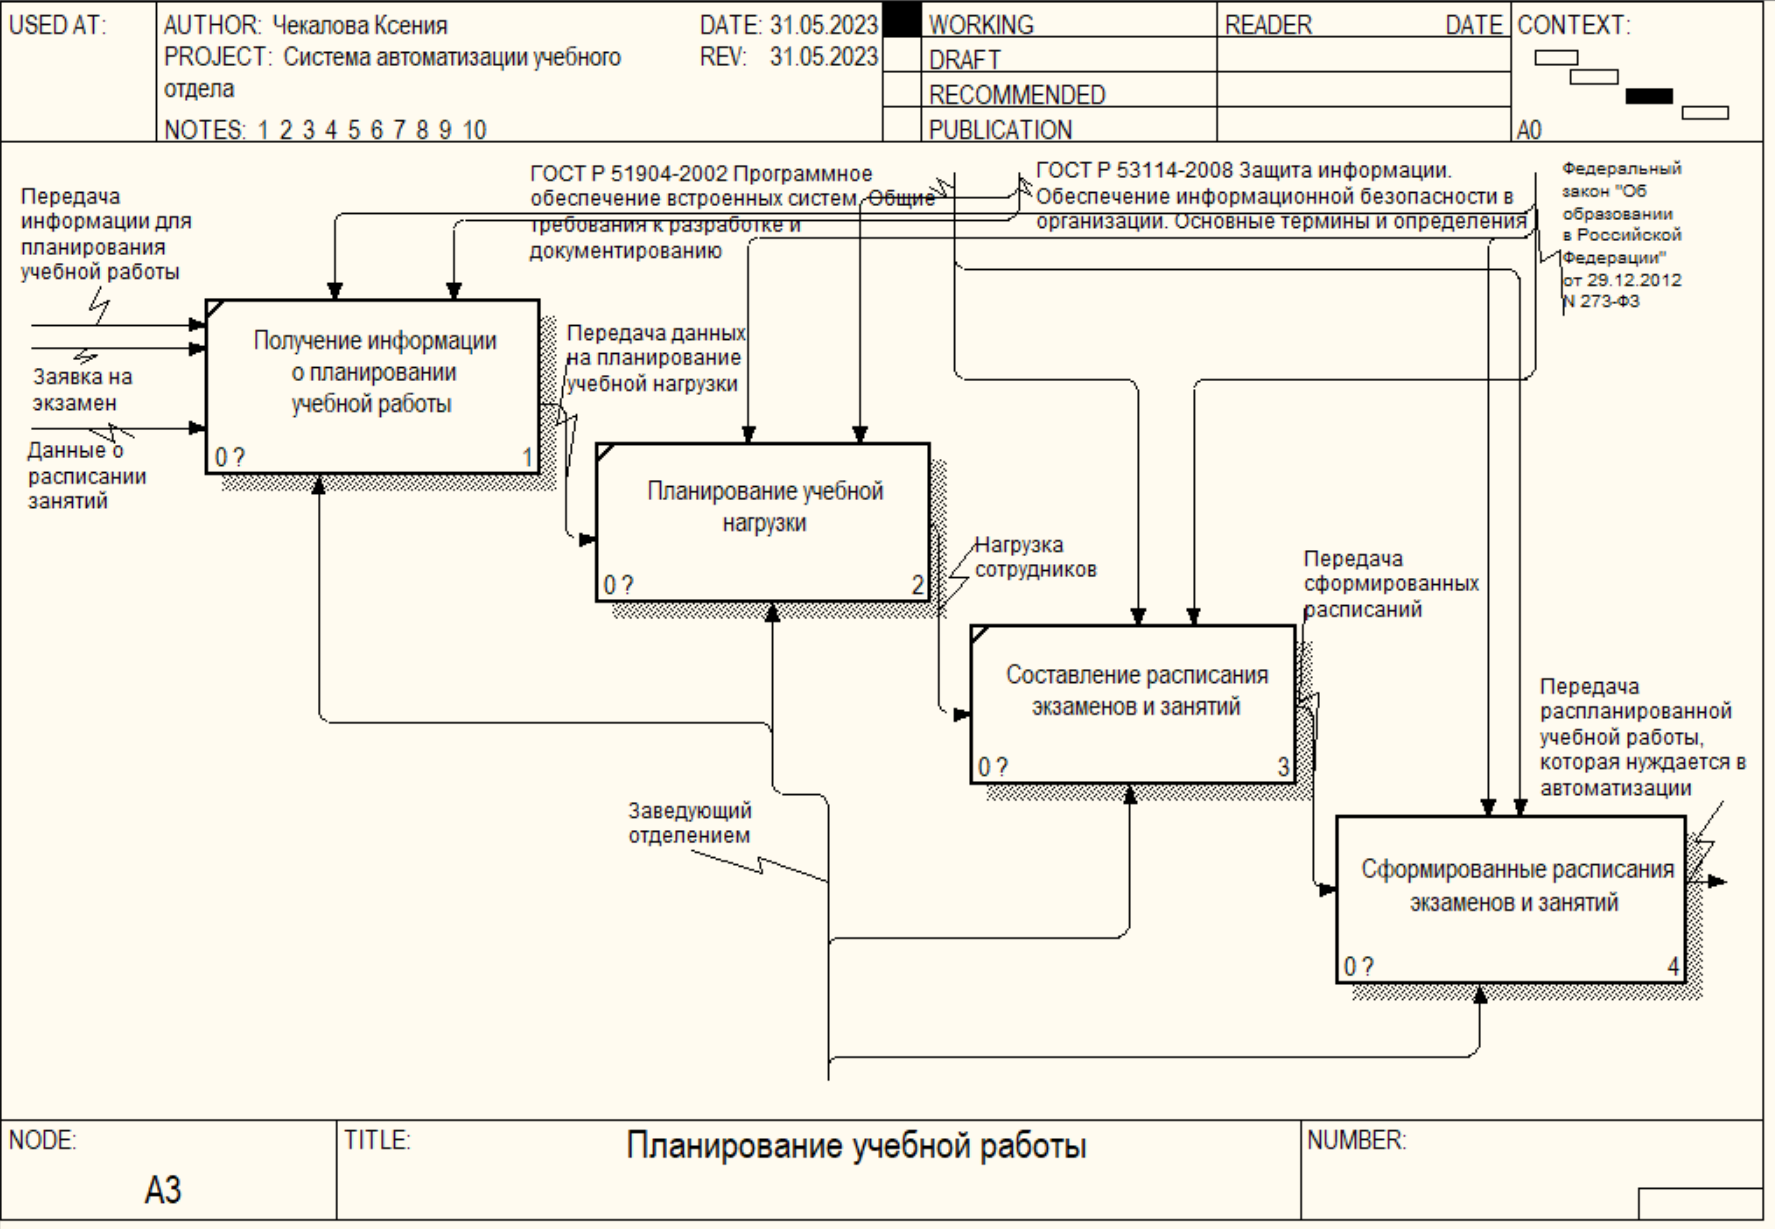 USED AT:
AUTHOR: Чекалова Ксения
DATE: 31.05.2023
PROJECT: Система автоматизации учебного
отдела
REV: 31.05.2023
NOTES: 1 2 3 4 5 6 7 8 9 10
WORKING
DRAFT
RECOMMENDED
PUBLICATION
READER
DATE
CONTEXT:
A0
Передача
информации для
планирования
учебной работы
Заявка на
экзамен
Данные о
расписании
занятий
ГОСТ Р 51904-2002 Программное
обеспечение встроенных систем. Общие
требования к разработке и
документированию
ГОСТ Р 53114-2008 Защита информации.
Обеспечение информационной безопасности в
организации. Основные термины и определения
Федеральный
закон "Об
образовании
в Российской
Федерации"
от 29.12.2012
N 273-ФЗ
Получение информации
о планировании
учебной работы
0 ?
1
Передача данных
на планирование
учебной нагрузки
Планирование учебной
нагрузки
0 ?
2
Нагрузка
сотрудников
Передача
сформированных
расписаний
Составление расписания
экзаменов и занятий
0 ?
3
Передача
распланированной
учебной работы,
которая нуждается в
автоматизации
Заведующий
отделением
Сформированные расписания
экзаменов и занятий
0 ?
4
NODE:
A3
TITLE:
Планирование учебной работы
NUMBER: